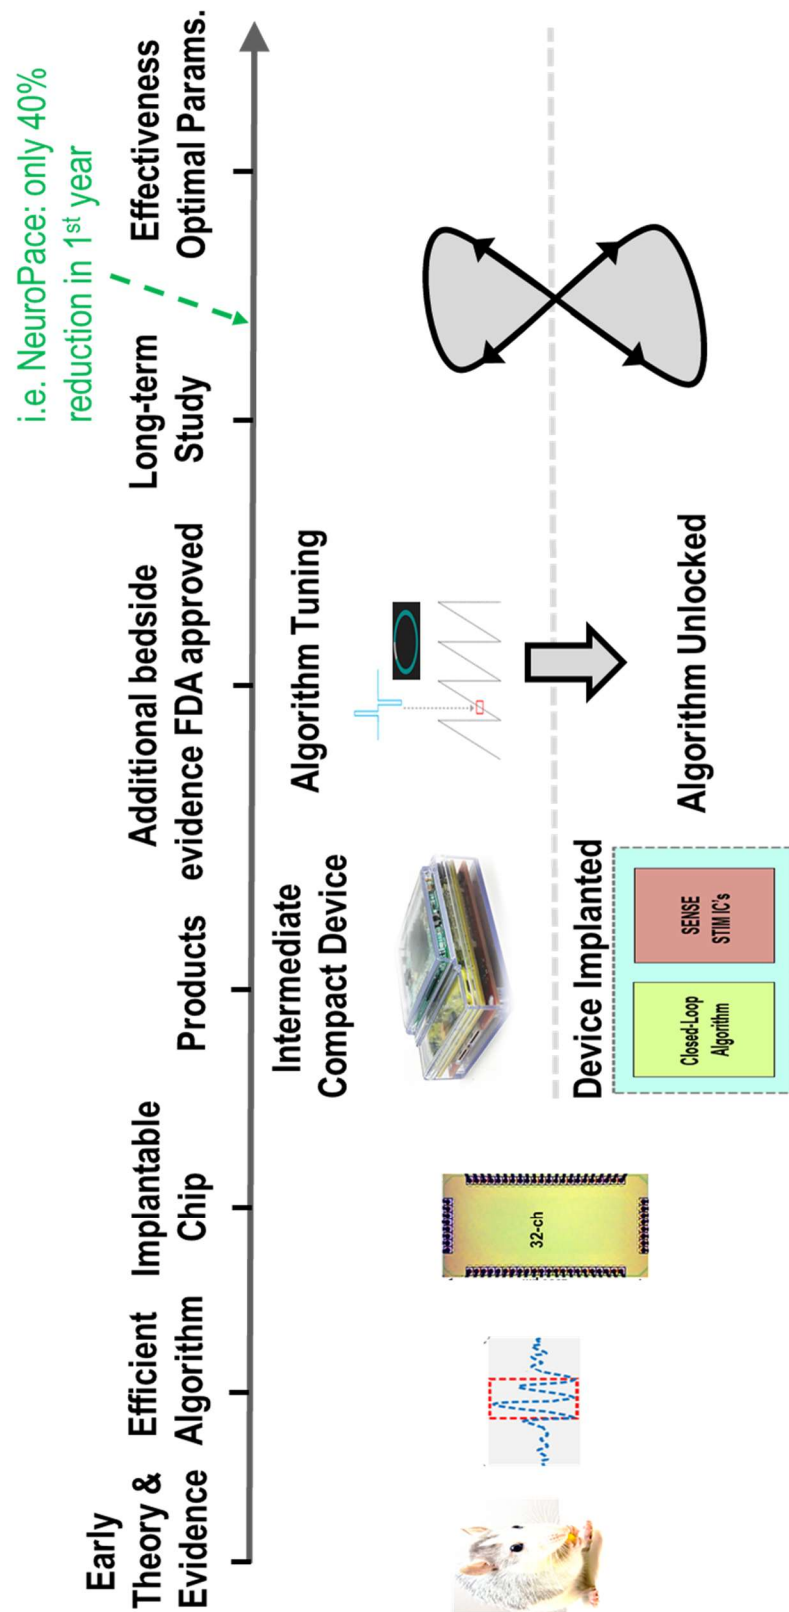 i.e. NeuroPace: only 40%
reduction in 1st year
Early
Theory &
Evidence
Efficient
Algorithm
Implantable
Chip
Products
Additional bedside
evidence FDA approved
Long-term
Study
Effectiveness
Optimal Params.
32-ch
Intermediate
Compact Device
Algorithm Tuning
Device Implanted
Closed-Loop
Algorithm
SENSE
STIM IC's
Algorithm Unlocked